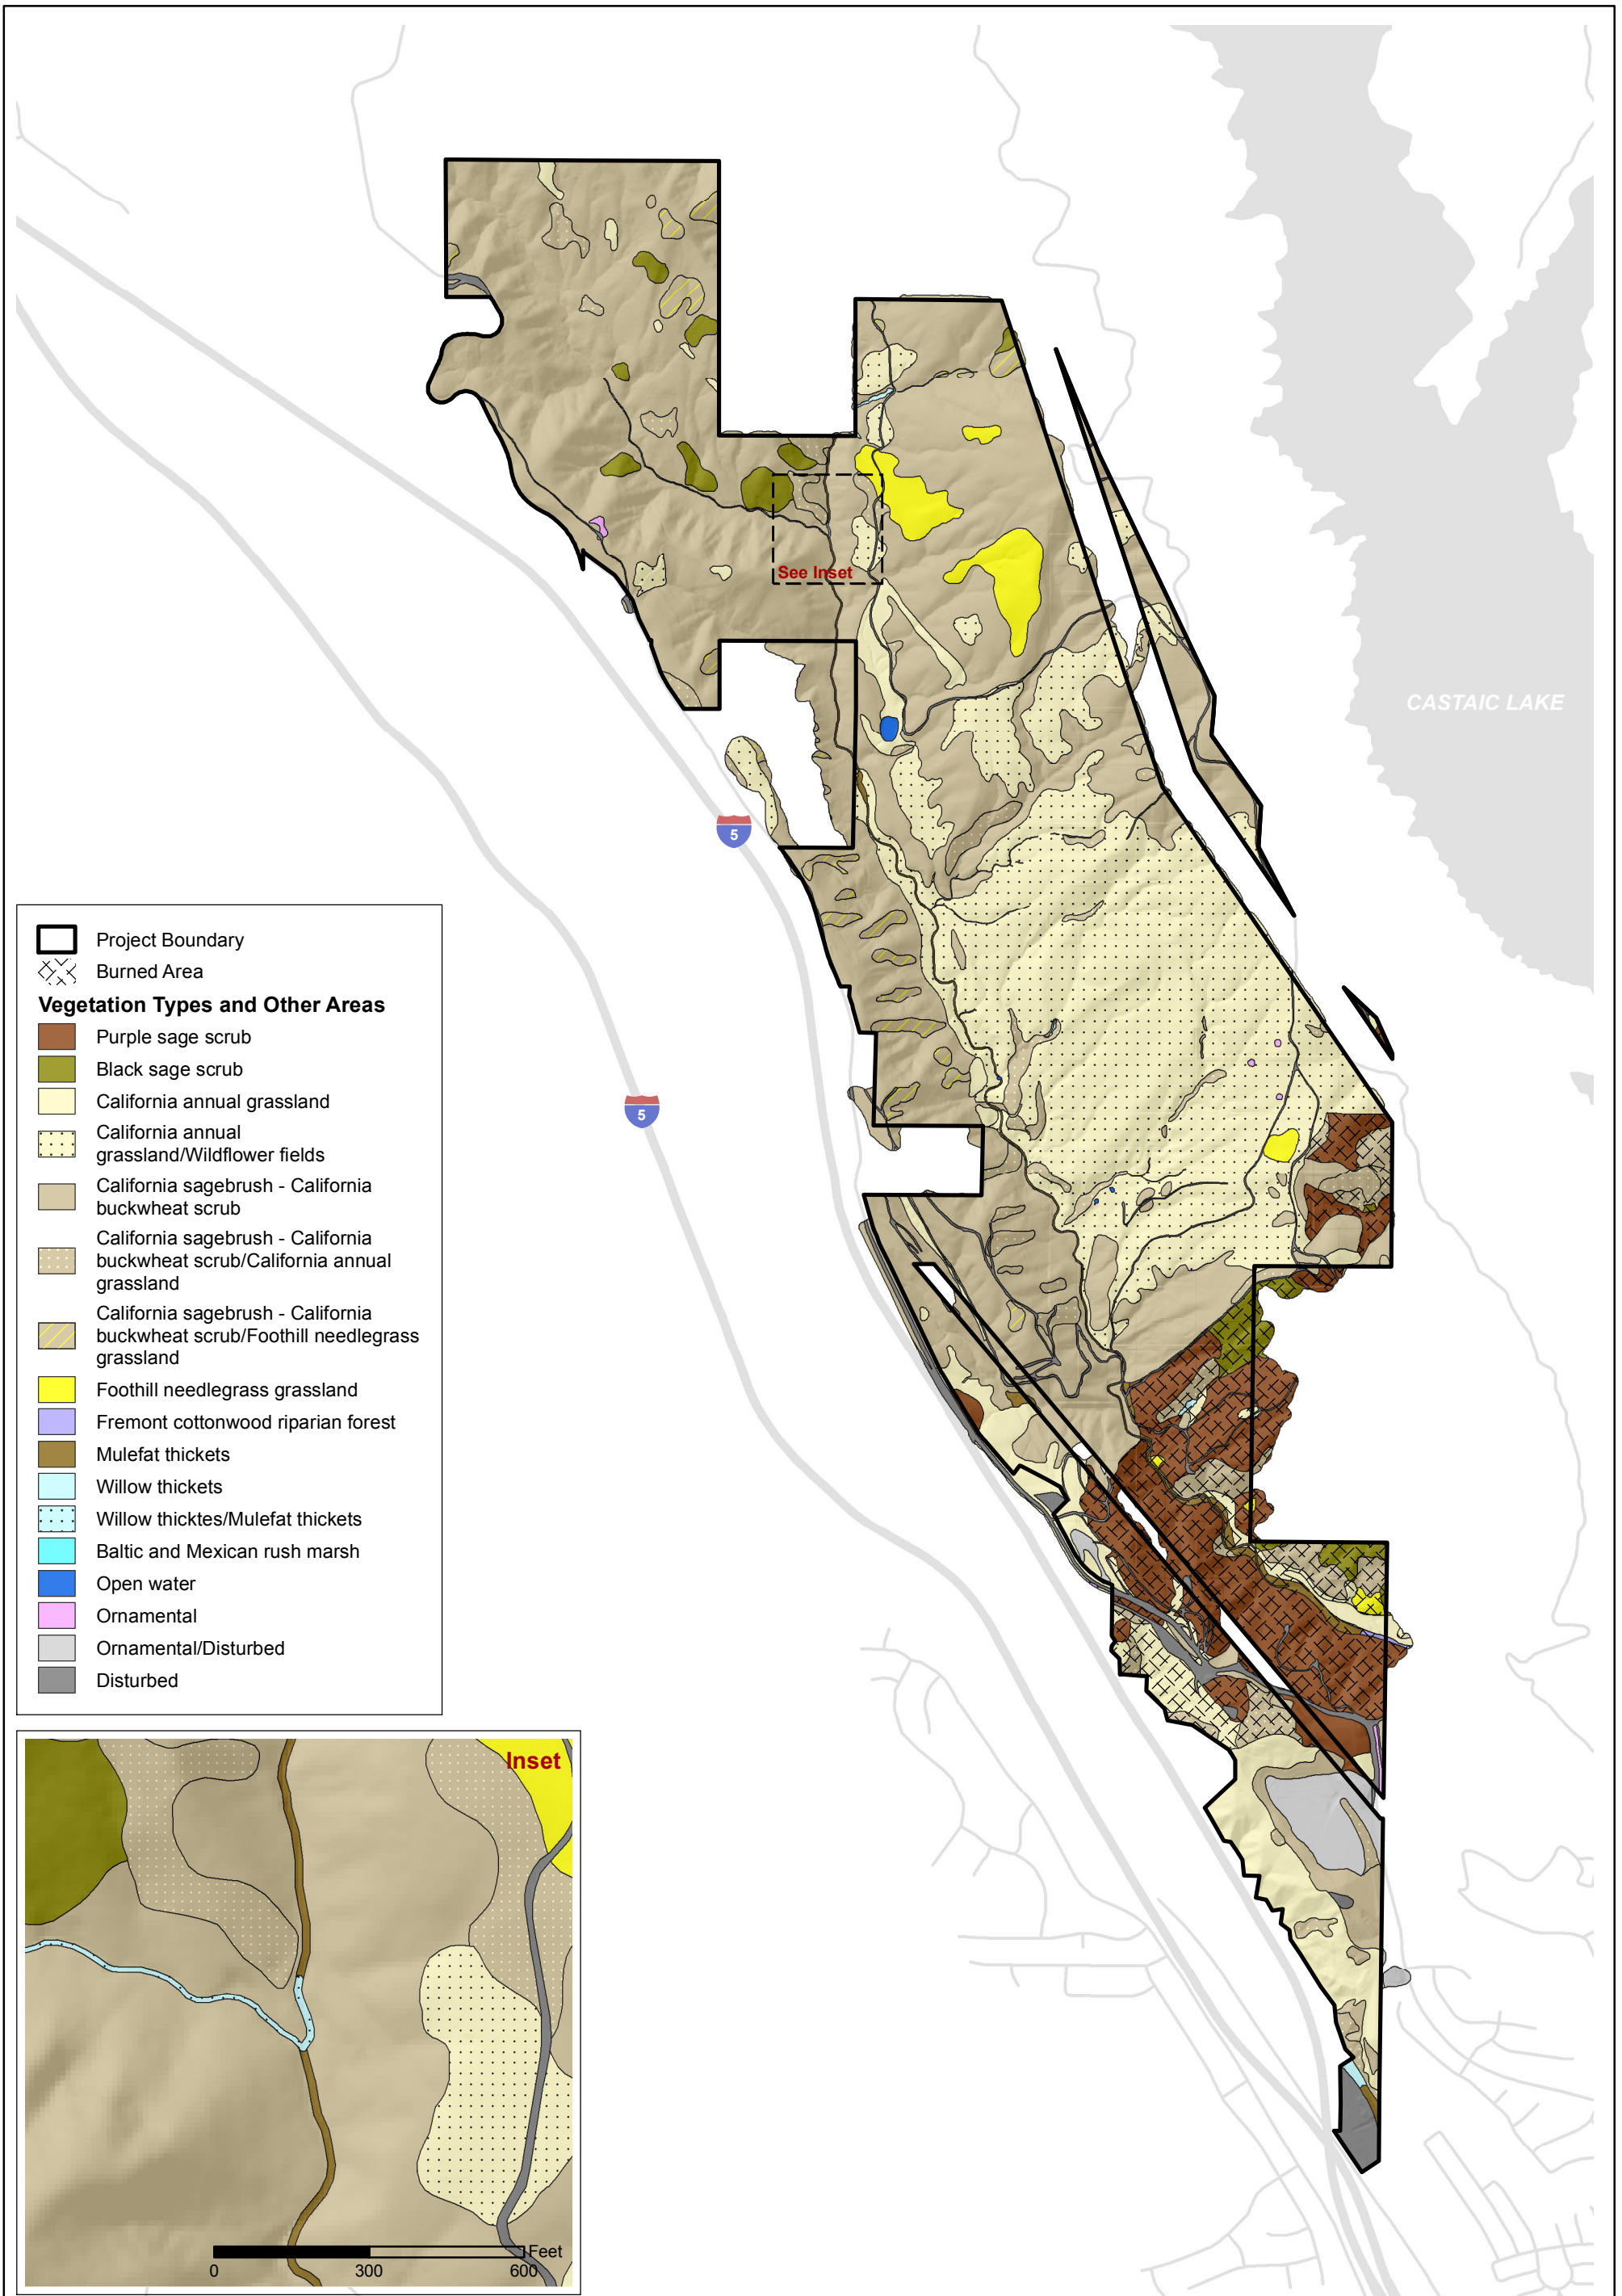 See Inset
CASTAIC LAKE
5
5
Project Boundary
Burned Area
Vegetation Types and Other Areas
Purple sage scrub
Black sage scrub
California annual grassland
California annual
grassland/Wildflower fields
California sagebrush - California
buckwheat scrub
California sagebrush - California
buckwheat scrub/California annual
grassland
California sagebrush - California
buckwheat scrub/Foothill needlegrass
grassland
Foothill needlegrass grassland
Fremont cottonwood riparian forest
Mulefat thickets
Willow thickets
Willow thicktes/Mulefat thickets
Baltic and Mexican rush marsh
Open water
Ornamental
Ornamental/Disturbed
Disturbed
Inset
Feet
0 300 600